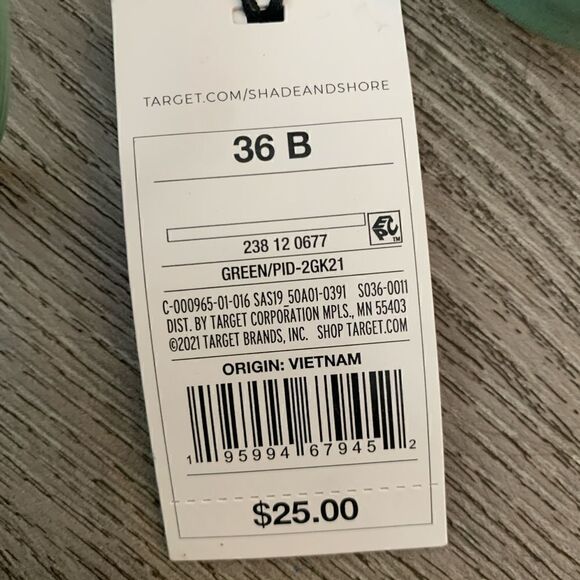 TARGET.COM/SHADEANDSHORE
36 B
EPC TM
238 12 0677
GREEN/PID-2GK21
C-000965-01-016 SAS19_50A01-0391 S036-0011
DIST. BY TARGET CORPORATION MPLS., MN 55403
©2021 TARGET BRANDS, INC. SHOP TARGET.COM
ORIGIN: VIETNAM
1 95994 67945 2
$25.00